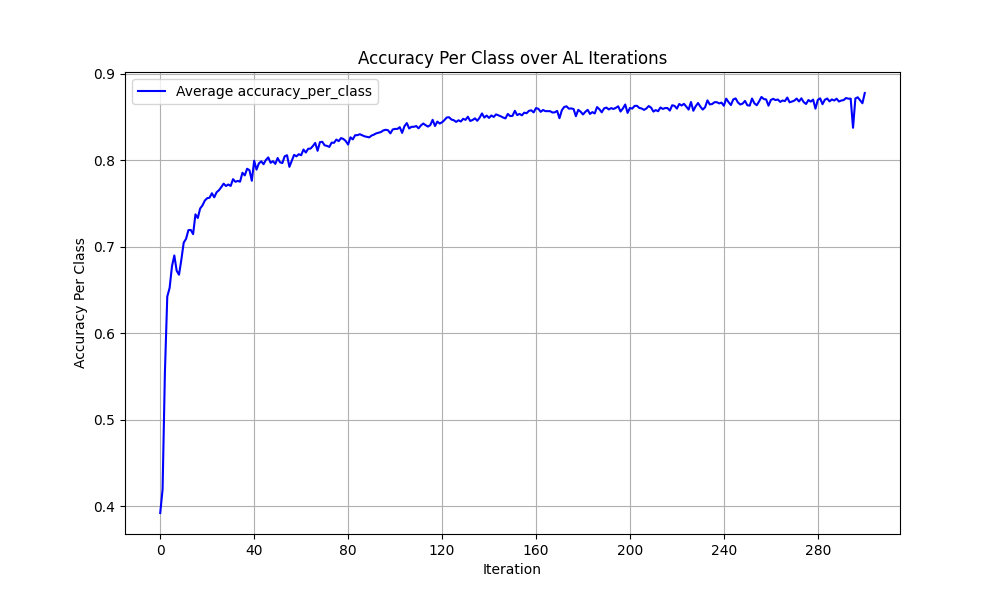 Accuracy Per Class over AL Iterations
Average accuracy_per_class
Accuracy Per Class
0.9
0.8
0.7
0.6
0.5
0.4
0 40 80 120 160 200 240 280
Iteration